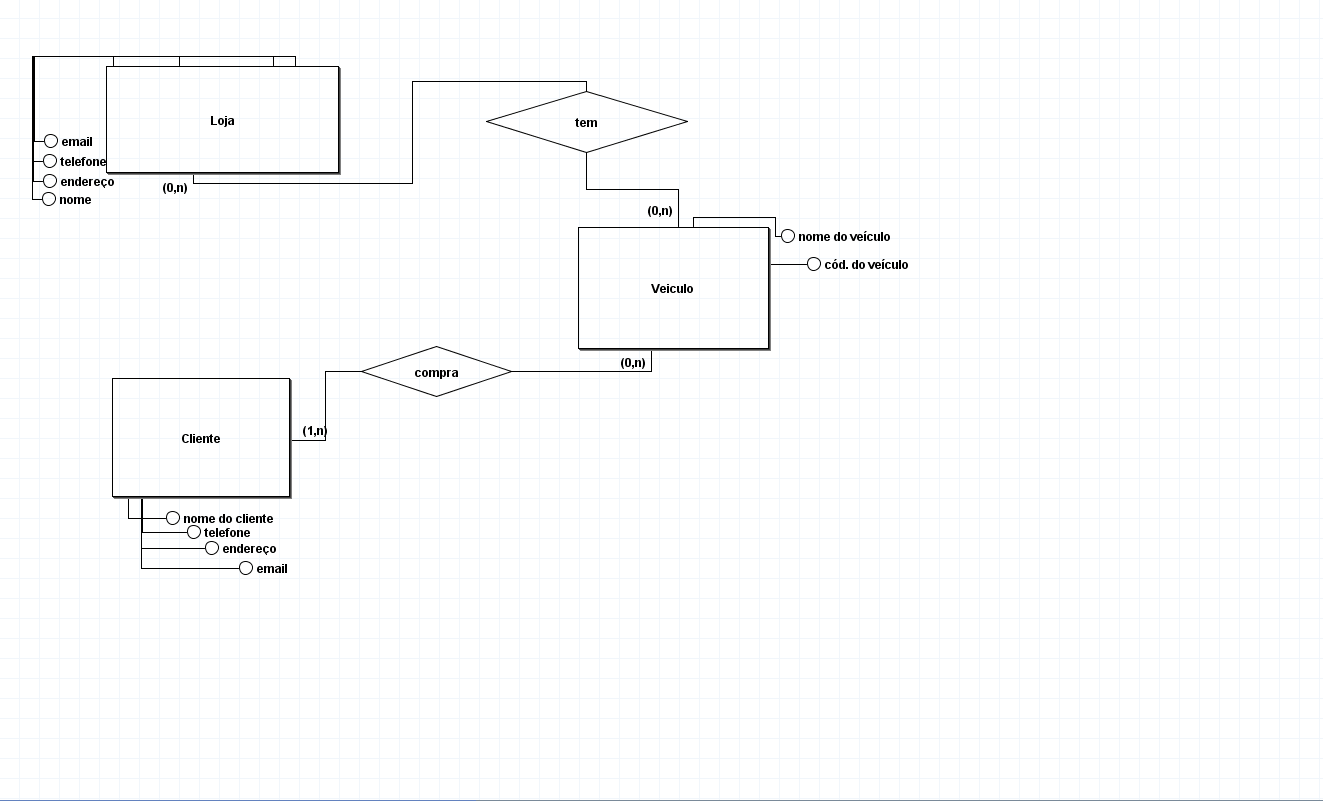 Loja
email
telefone
endereço
nome
(0,n)
tem
(0,n)
nome do veículo
cód. do veículo
Veiculo
(0,n)
compra
(1,n)
Cliente
nome do cliente
telefone
endereço
email